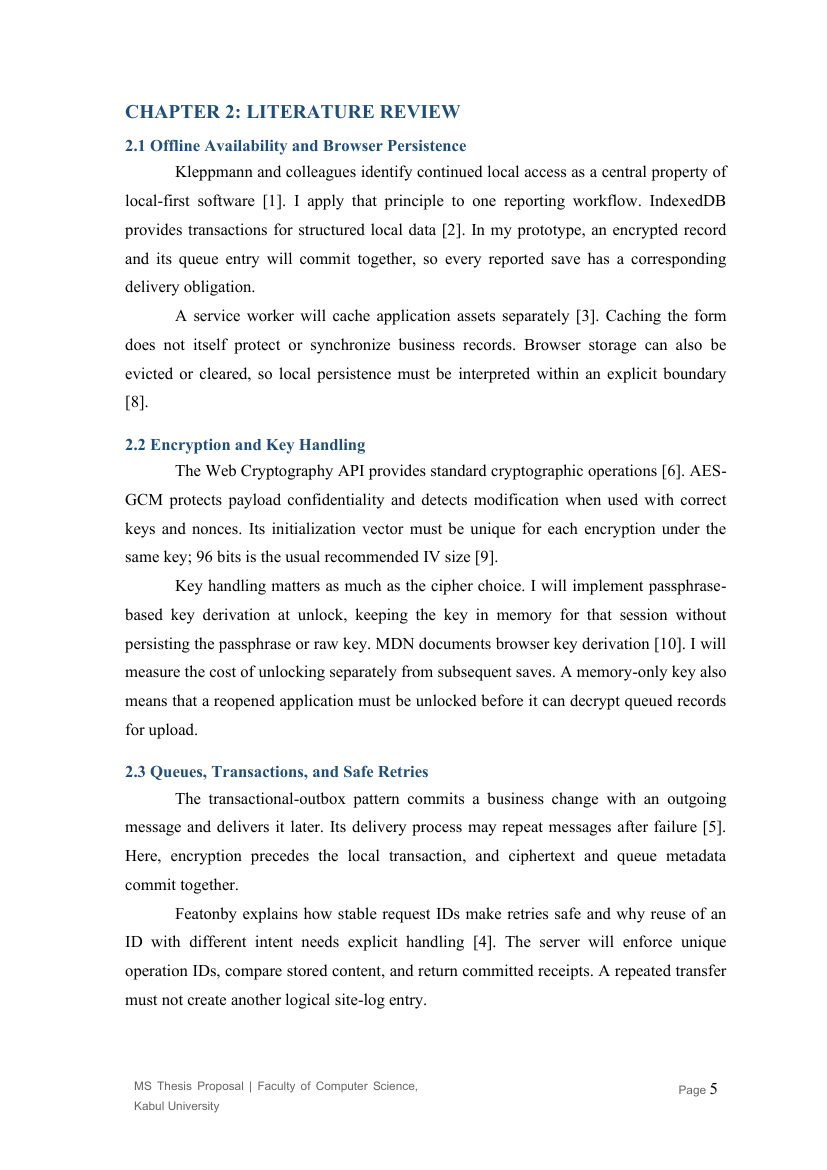 CHAPTER 2: LITERATURE REVIEW
2.1 Offline Availability and Browser Persistence
Kleppmann and colleagues identify continued local access as a central property of
local-first software [1]. I apply that principle to one reporting workflow. IndexedDB
provides transactions for structured local data [2]. In my prototype, an encrypted record
and its queue entry will commit together, so every reported save has a corresponding
delivery obligation.
A service worker will cache application assets separately [3]. Caching the form
does not itself protect or synchronize business records. Browser storage can also be
evicted or cleared, so local persistence must be interpreted within an explicit boundary
[8].
2.2 Encryption and Key Handling
The Web Cryptography API provides standard cryptographic operations [6]. AES-
GCM protects payload confidentiality and detects modification when used with correct
keys and nonces. Its initialization vector must be unique for each encryption under the
same key; 96 bits is the usual recommended IV size [9].
Key handling matters as much as the cipher choice. I will implement passphrase-
based key derivation at unlock, keeping the key in memory for that session without
persisting the passphrase or raw key. MDN documents browser key derivation [10]. I will
measure the cost of unlocking separately from subsequent saves. A memory-only key also
means that a reopened application must be unlocked before it can decrypt queued records
for upload.
2.3 Queues, Transactions, and Safe Retries
The transactional-outbox pattern commits a business change with an outgoing
message and delivers it later. Its delivery process may repeat messages after failure [5].
Here, encryption precedes the local transaction, and ciphertext and queue metadata
commit together.
Featonby explains how stable request IDs make retries safe and why reuse of an
ID with different intent needs explicit handling [4]. The server will enforce unique
operation IDs, compare stored content, and return committed receipts. A repeated transfer
must not create another logical site-log entry.
MS Thesis Proposal | Faculty of Computer Science,
Kabul University
Page 5